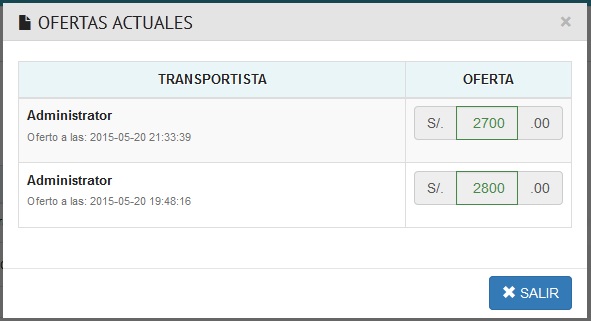 OFERTAS ACTUALES ×
TRANSPORTISTA OFERTA
Administrator
Oferto a las: 2015-05-20 21:33:39
S/. 2700 .00
Administrator
Oferto a las: 2015-05-20 19:48:16
S/. 2800 .00
SALIR